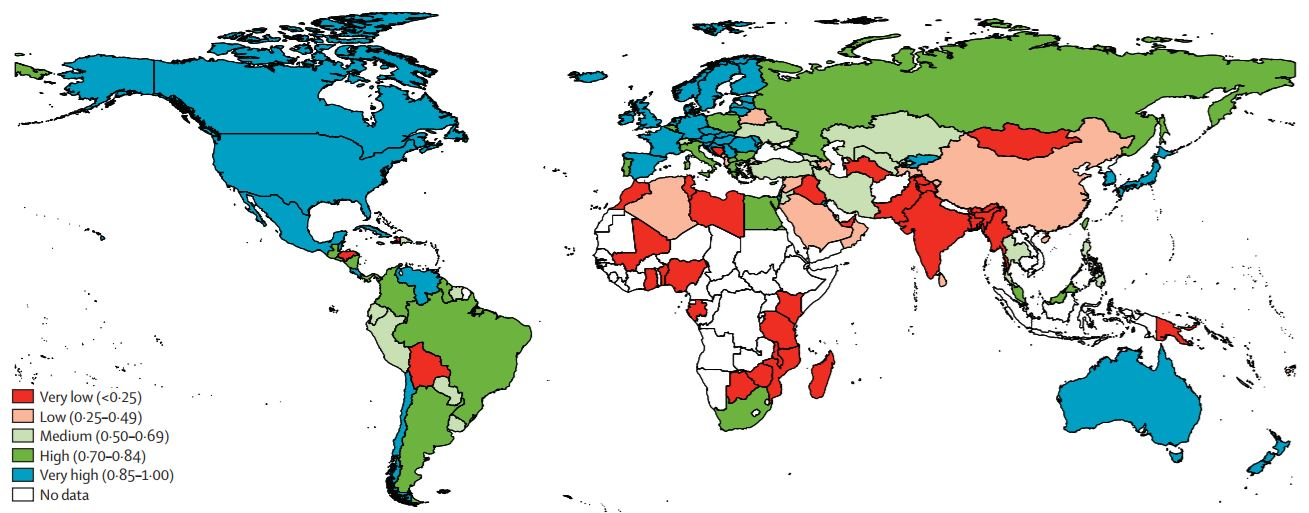 Very low (<0·25)
Low (0·25–0·49)
Medium (0·50–0·69)
High (0·70–0·84)
Very high (0·85–1·00)
No data